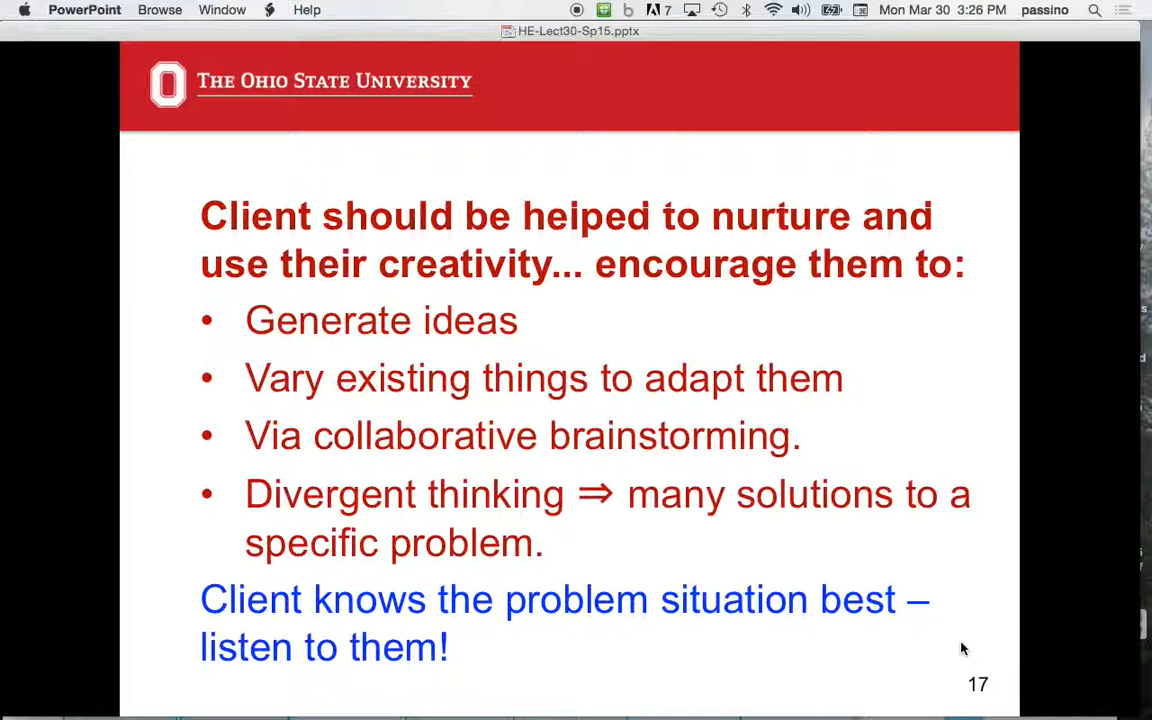 PowerPoint Browse Window Help 7 Mon Mar 30 3:26 PM passino
HE-Lect30-Sp15.pptx
THE OHIO STATE UNIVERSITY
Client should be helped to nurture and
use their creativity... encourage them to:
• Generate ideas
• Vary existing things to adapt them
• Via collaborative brainstorming.
• Divergent thinking ⇒ many solutions to a
specific problem.
Client knows the problem situation best –
listen to them!
17